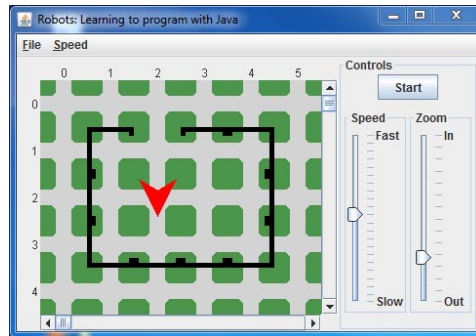 Robots: Learning to program with Java
File Speed
0 1 2 3 4 5
0
1
2
3
4
Controls
Start
Speed Zoom
Fast In
Slow Out